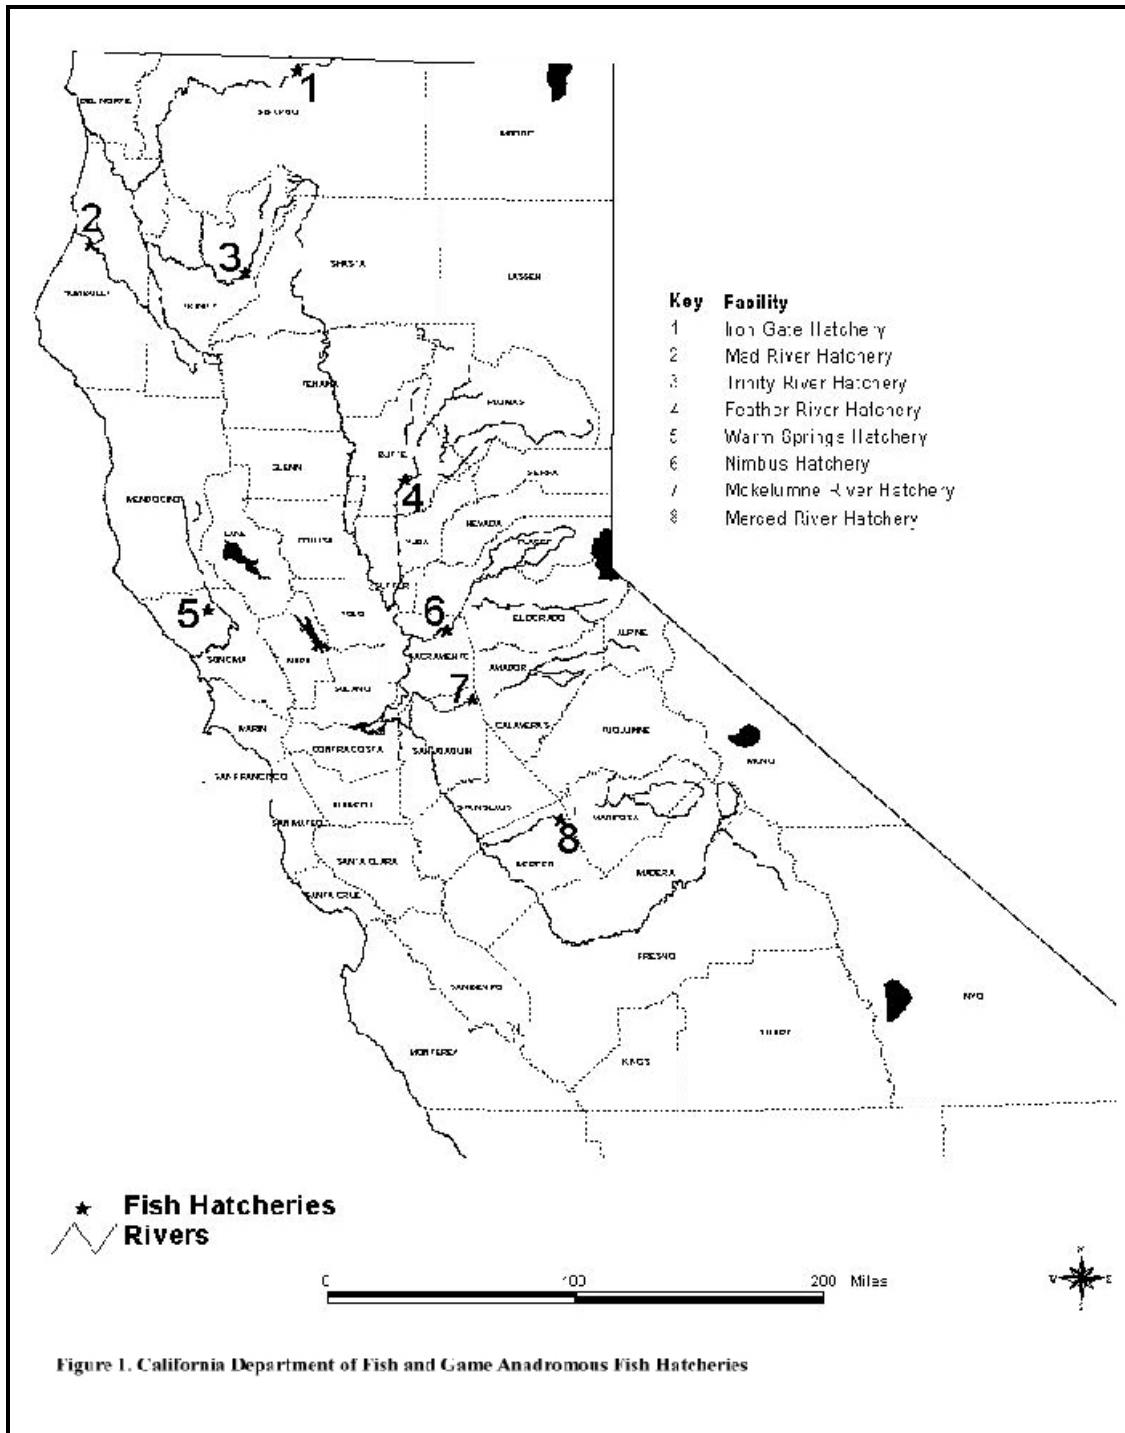 1
DEL NORTE
SISKIYOU
MODOC
2
3
SHASTA
LASSEN
HUMBOLDT
TRINITY
Key Facility
1 Iron Gate Hatchery
2 Mad River Hatchery
3 Trinity River Hatchery
4 Feather River Hatchery
5 Warm Springs Hatchery
6 Nimbus Hatchery
7 Mokelumne River Hatchery
8 Merced River Hatchery
TEHAMA
PLUMAS
BUTTE
GLENN
SIERRA
4
MENDOCINO
NEVADA
LAKE
COLUSA
YUBA
PLACER
SUTTER
5
YOLO
6
ELDORADO
ALPINE
SONOMA
NAPA
SACRAMENTO
AMADOR
SOLANO
7
MARIN
CALAVERAS
TUOLUMNE
CONTRA COSTA
SAN JOAQUIN
MONO
SAN FRANCISCO
ALAMEDA
STANISLAUS
SAN MATEO
MARIPOSA
8
SANTA CLARA
MERCED
MADERA
SANTA CRUZ
FRESNO
SAN BENITO
INYO
MONTEREY
KINGS
TULARE
Fish Hatcheries
Rivers
0 100 200 Miles
N
W E
S
Figure 1. California Department of Fish and Game Anadromous Fish Hatcheries